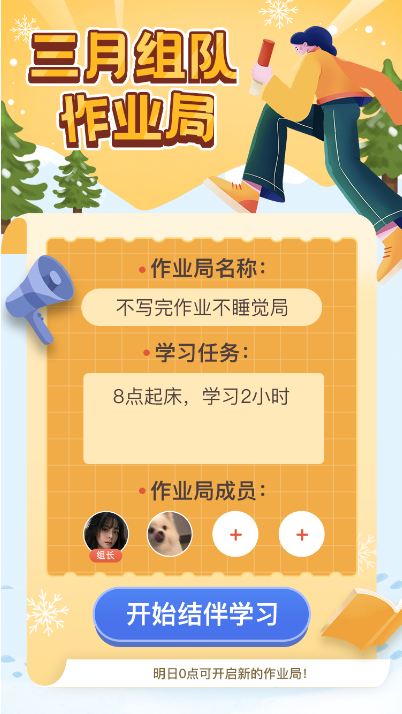 三月组队
作业局
作业局名称：
不写完作业不睡觉局
学习任务：
8点起床，学习2小时
作业局成员：
组长
开始结伴学习
明日0点可开启新的作业局！